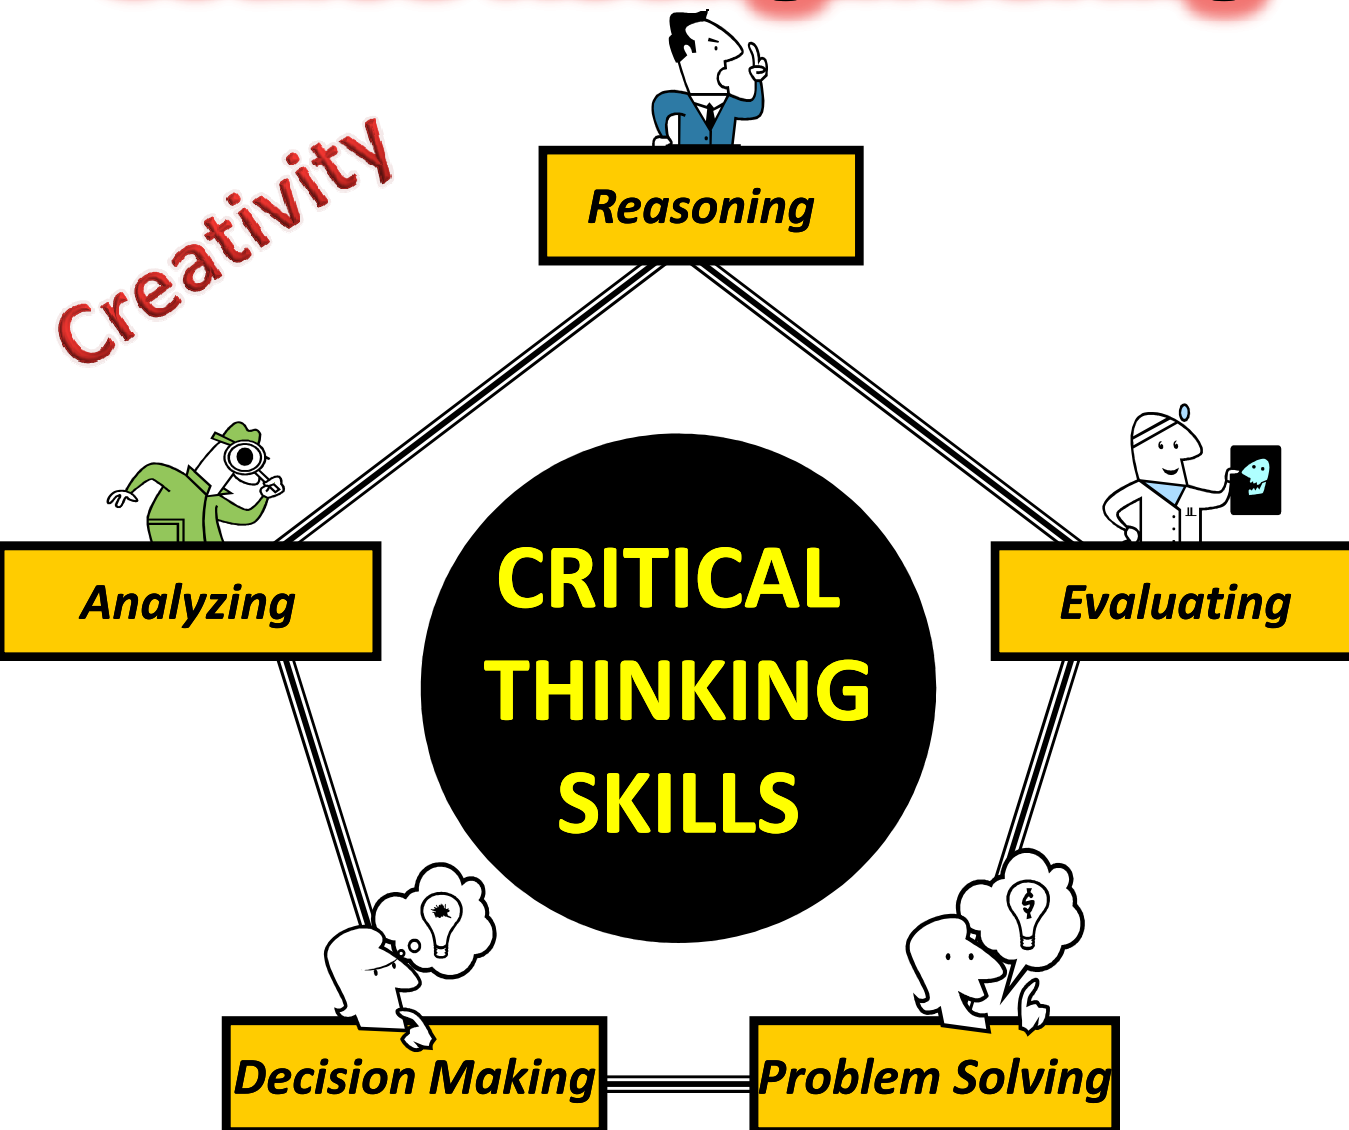 Creativity
Reasoning
Analyzing
Evaluating
CRITICAL
THINKING
SKILLS
Decision Making
Problem Solving
$